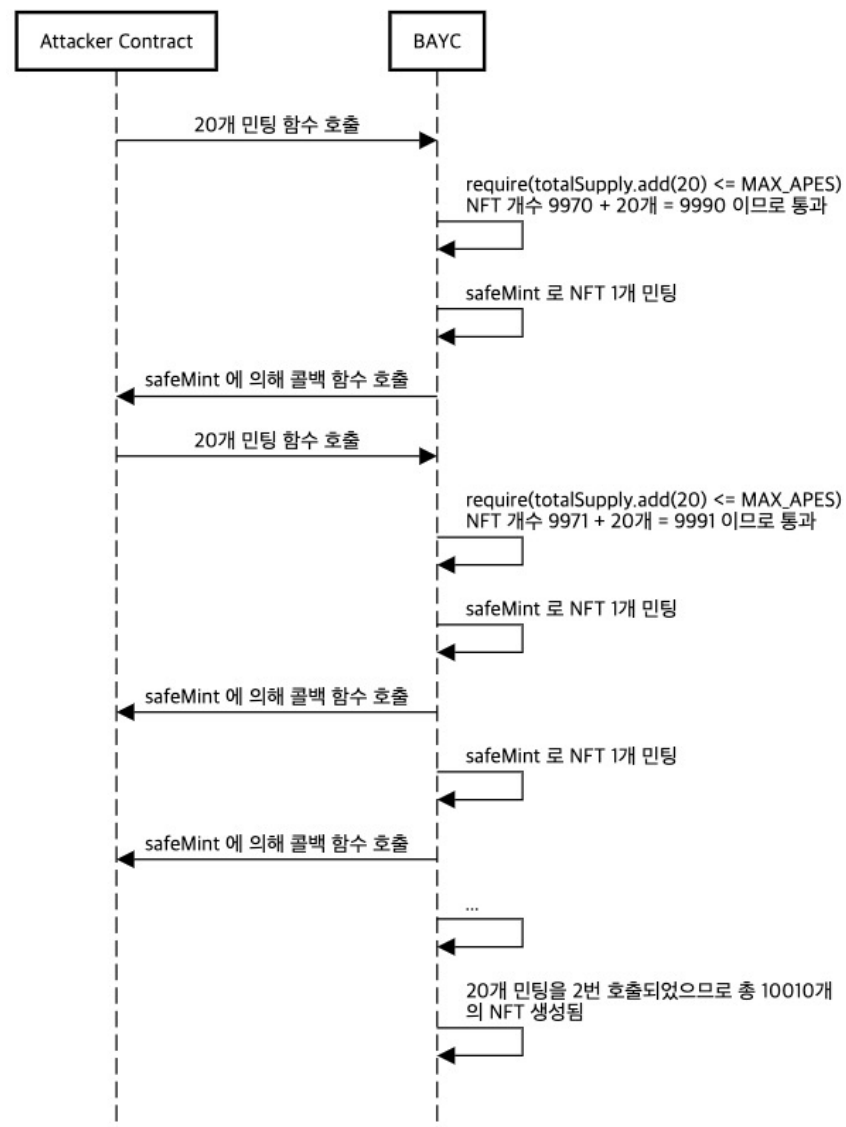 Attacker Contract
BAYC
20개 민팅 함수 호출
require(totalSupply.add(20) <= MAX_APES)
NFT 개수 9970 + 20개 = 9990 이므로 통과
safeMint 로 NFT 1개 민팅
safeMint 에 의해 콜백 함수 호출
20개 민팅 함수 호출
require(totalSupply.add(20) <= MAX_APES)
NFT 개수 9971 + 20개 = 9991 이므로 통과
safeMint 로 NFT 1개 민팅
safeMint 에 의해 콜백 함수 호출
safeMint 로 NFT 1개 민팅
safeMint 에 의해 콜백 함수 호출
...
20개 민팅을 2번 호출되었으므로 총 10010개
의 NFT 생성됨